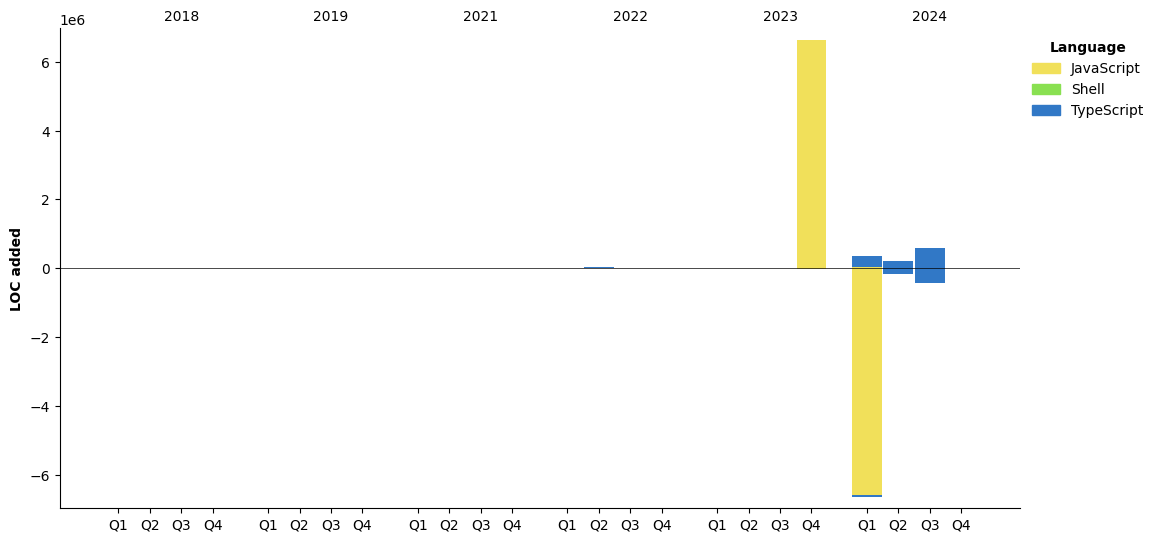 1e6
2018 2019 2021 2022 2023 2024
Language
JavaScript
Shell
TypeScript
LOC added
6
4
2
0
−2
−4
−6
Q1 Q2 Q3 Q4 Q1 Q2 Q3 Q4 Q1 Q2 Q3 Q4 Q1 Q2 Q3 Q4 Q1 Q2 Q3 Q4 Q1 Q2 Q3 Q4